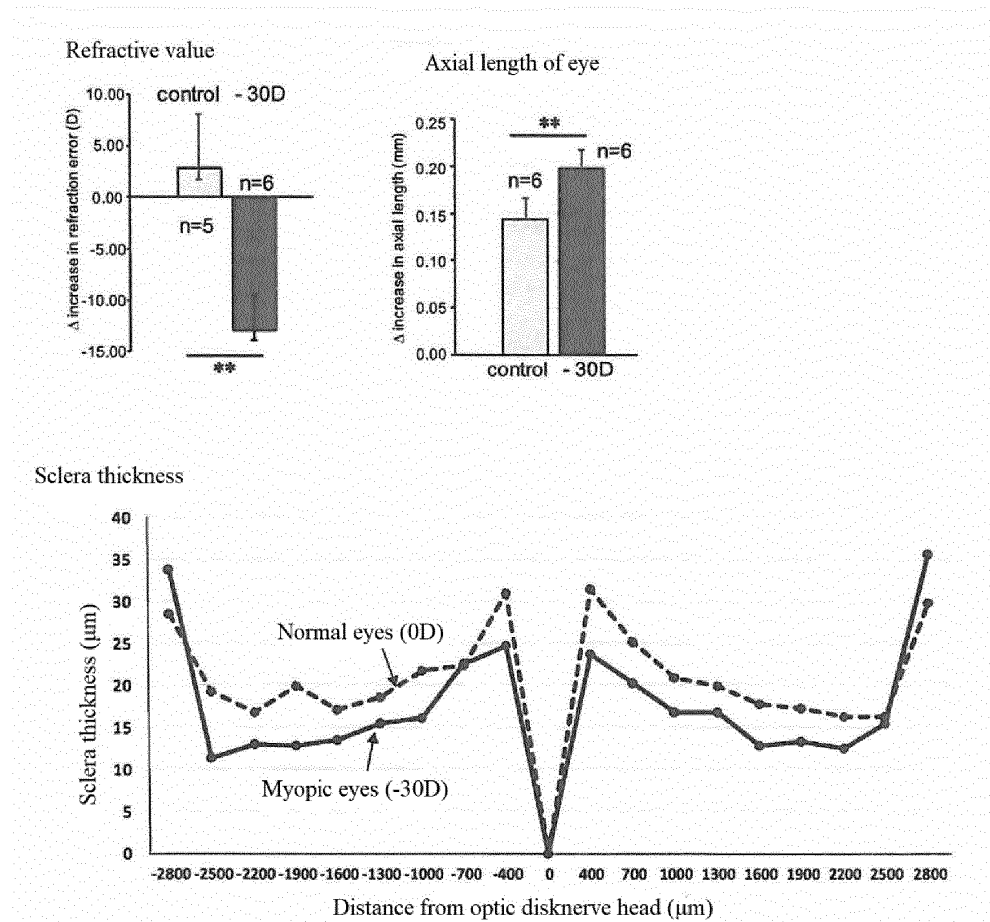 Refractive value
Axial length of eye
Δ increase in refraction error (D)
10.00
5.00
0.00
-5.00
-10.00
-15.00
control - 30D
n=6
n=5
**
Δ increase in axial length (mm)
0.25
0.20
0.15
0.10
0.05
0.00
**
n=6
n=6
control - 30D
Sclera thickness
Sclera thickness (μm)
40
35
30
25
20
15
10
5
0
Normal eyes (0D)
Myopic eyes (-30D)
-2800 -2500 -2200 -1900 -1600 -1300 -1000 -700 -400 0 400 700 1000 1300 1600 1900 2200 2500 2800
Distance from optic disknerve head (μm)